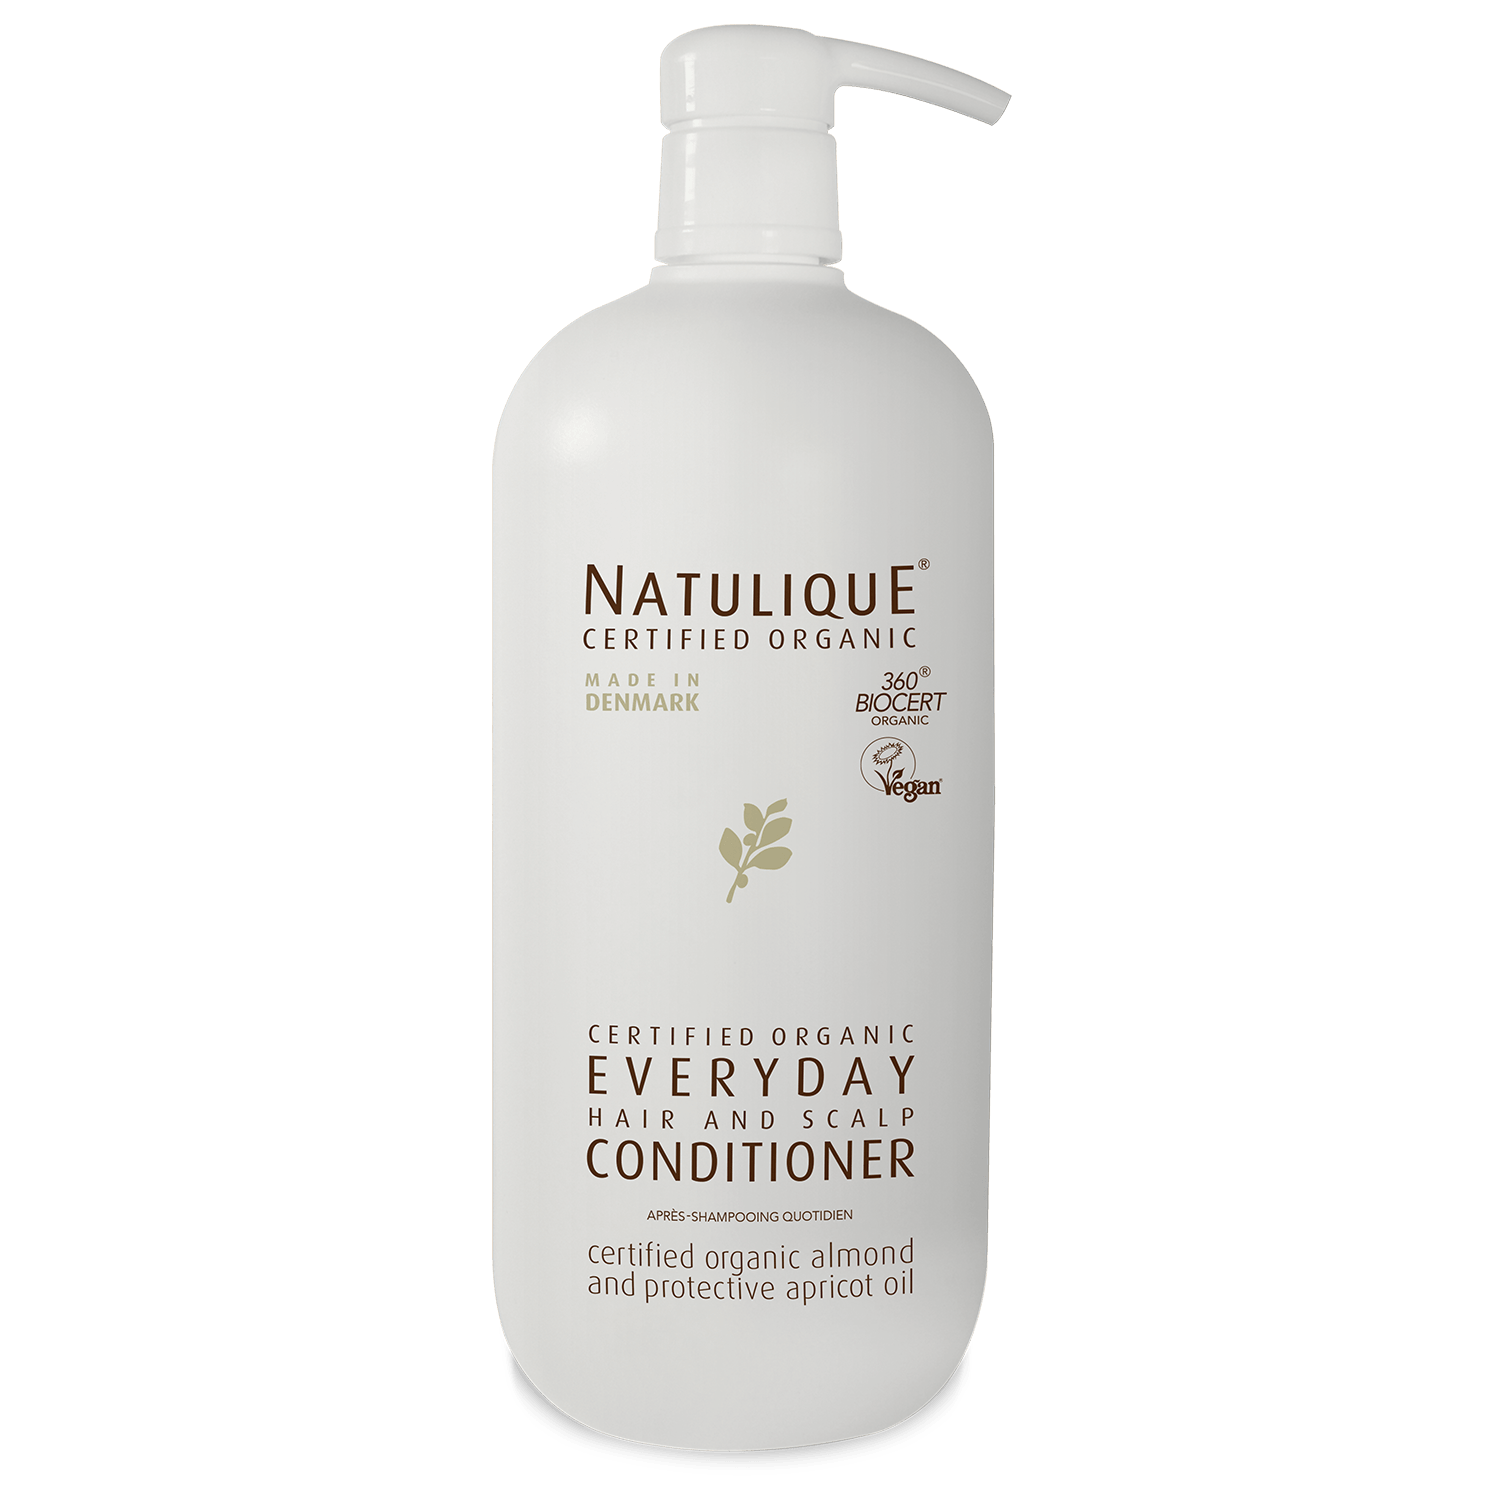 NATULIQUE®
CERTIFIED ORGANIC
MADE IN
DENMARK
360®
BIOCERT
ORGANIC
Vegan®
CERTIFIED ORGANIC
EVERYDAY
HAIR AND SCALP
CONDITIONER
APRÈS-SHAMPOOING QUOTIDIEN
certified organic almond
and protective apricot oil